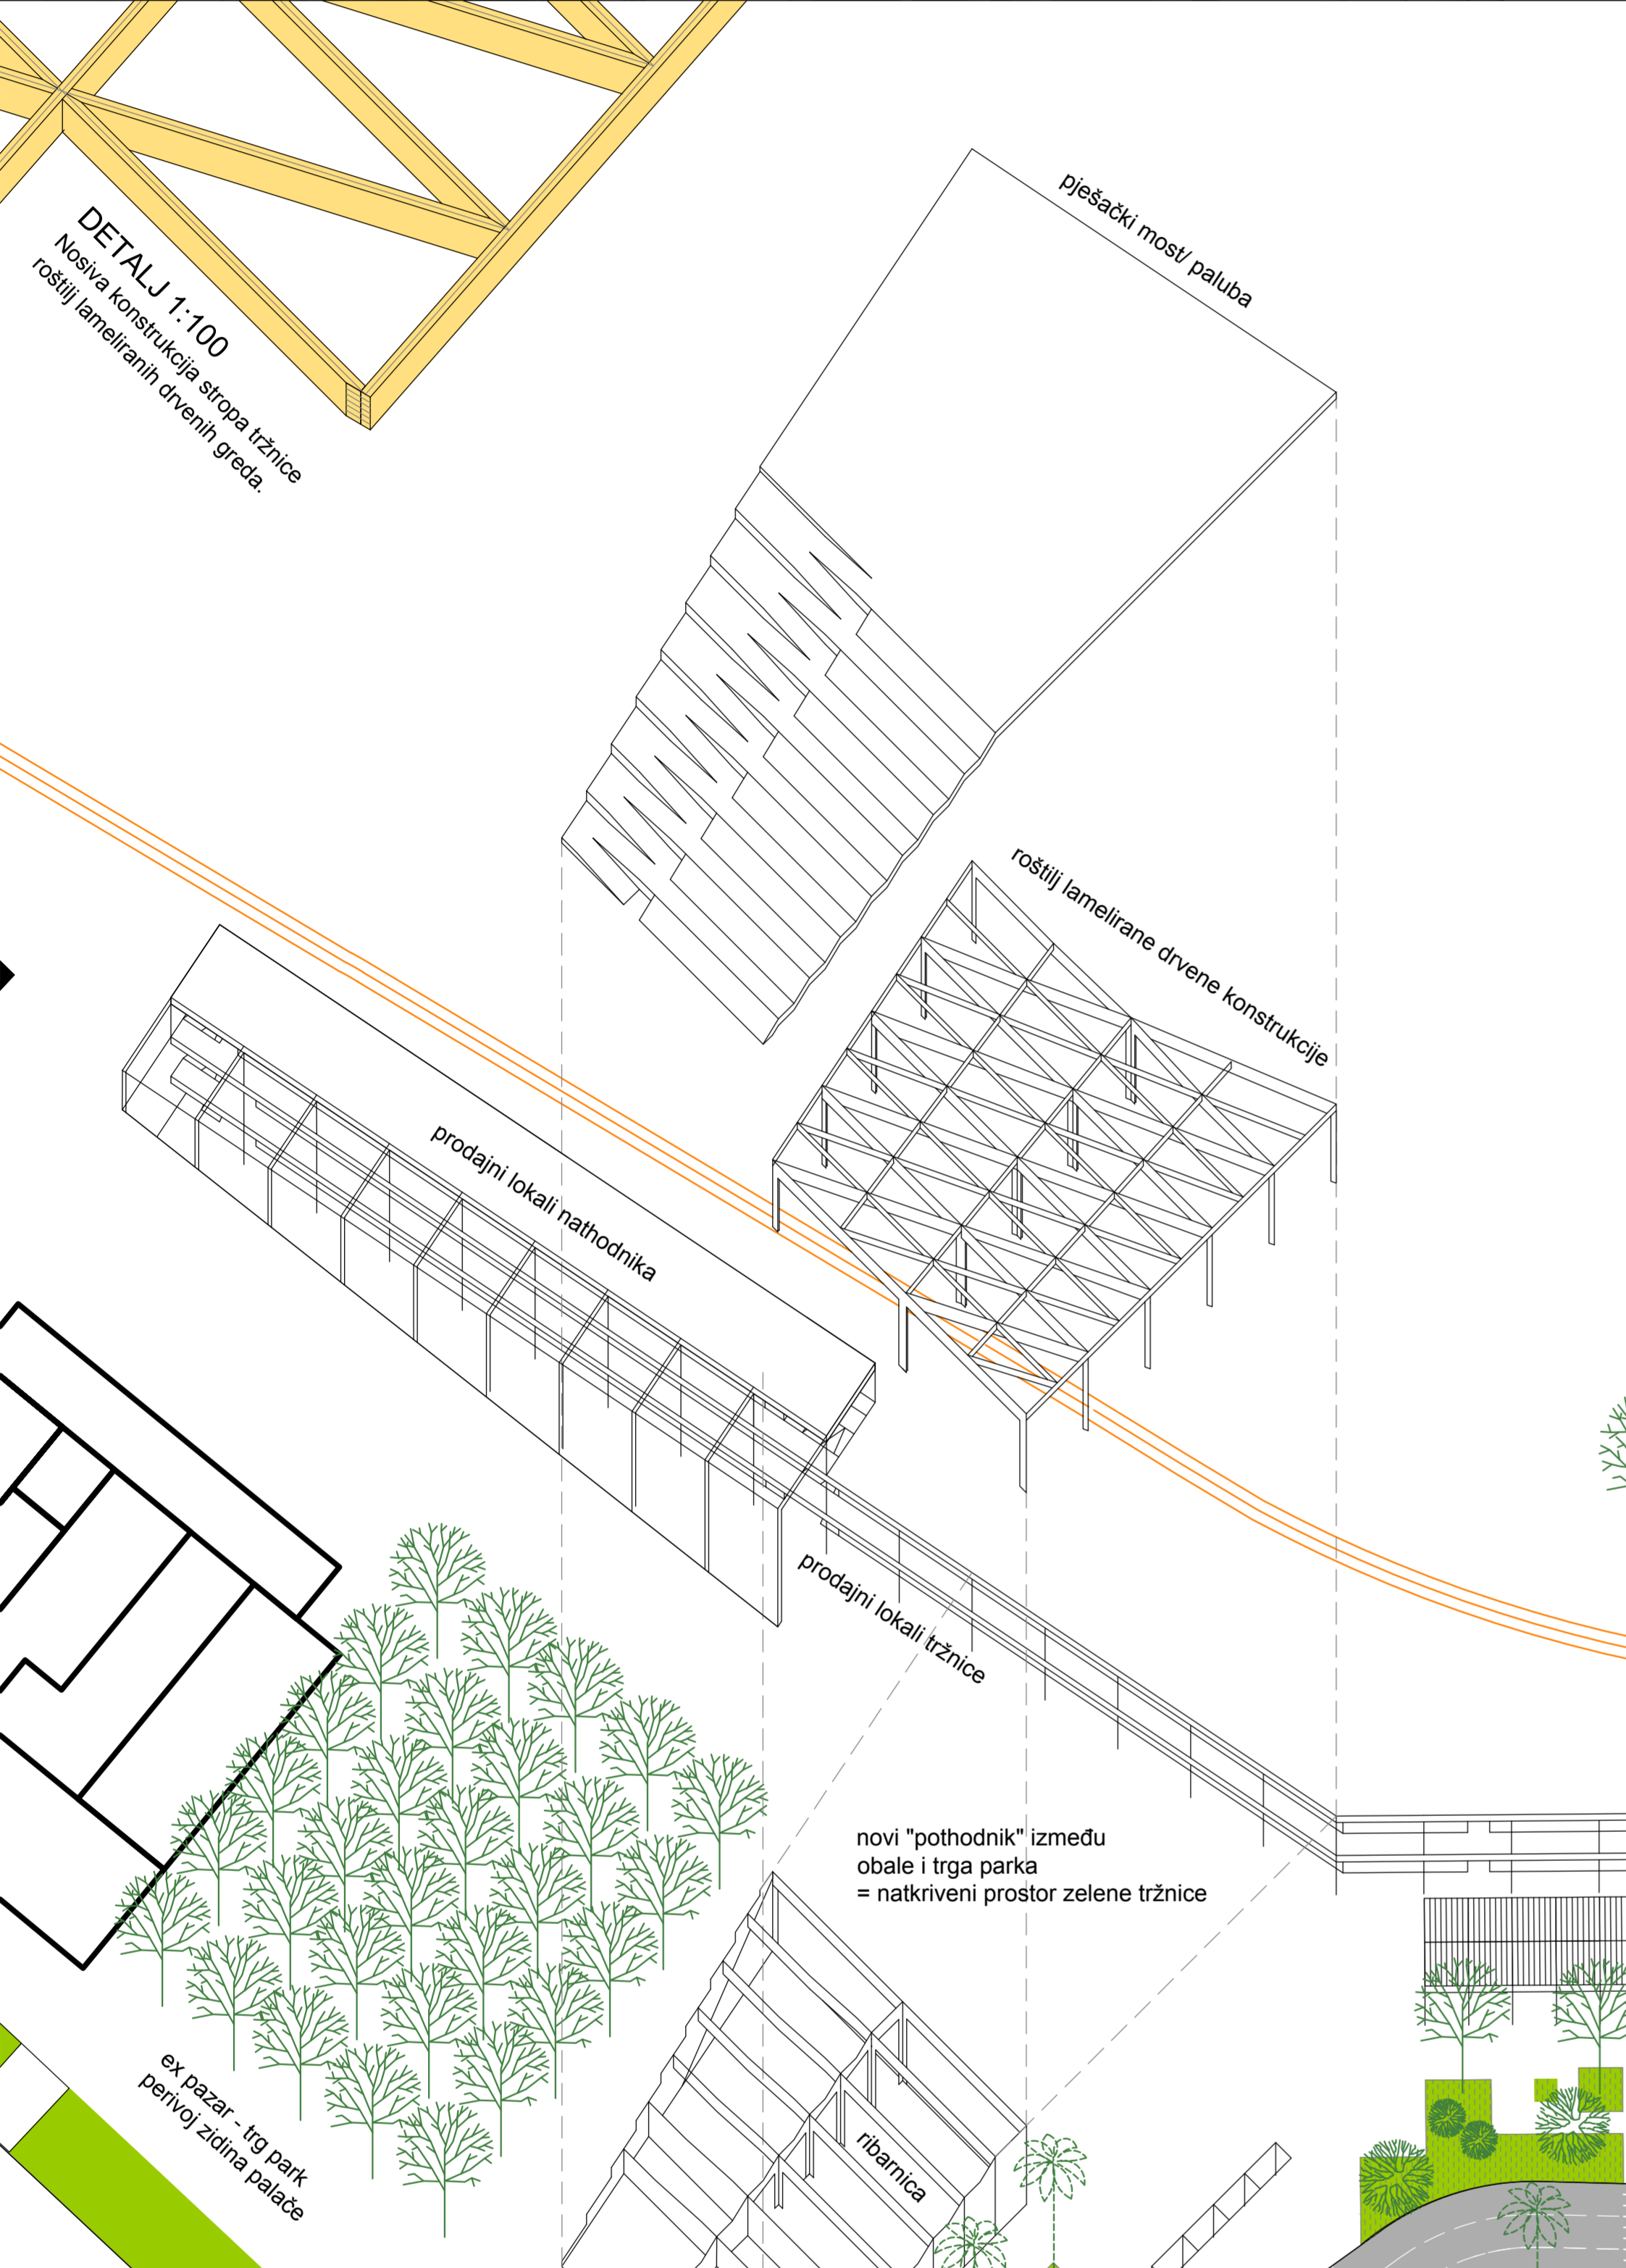 DETALJ 1:100
Nosiva konstrukcija stropa tržnice
roštilj lameliranih drvenih greda.
pješački most/ paluba
roštilj lamelirane drvene konstrukcije
prodajni lokali nathodnika
prodajni lokali tržnice
novi "pothodnik" između
obale i trga parka
= natkriveni prostor zelene tržnice
ex pazar - trg park
perivoj zidina palače
ribarnica